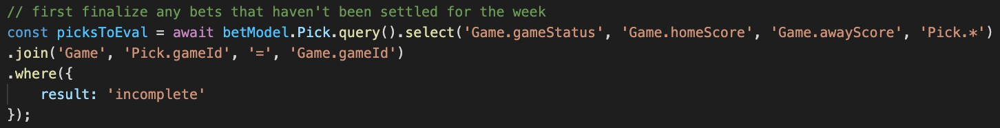 // first finalize any bets that haven't been settled for the week
const picksToEval = await betModel.Pick.query().select('Game.gameStatus', 'Game.homeScore', 'Game.awayScore', 'Pick.*')
.join('Game', 'Pick.gameId', '=', 'Game.gameId')
.where({
    result: 'incomplete'
});